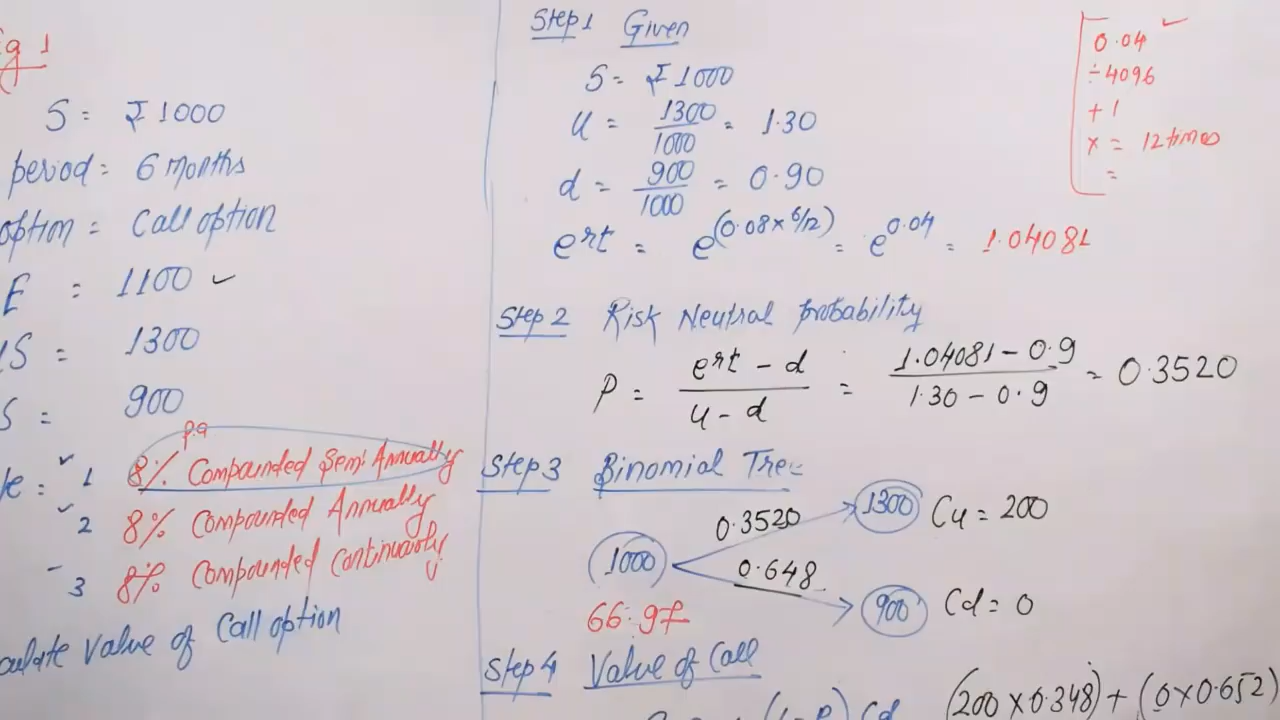 g 1
S = ₹1000
period = 6 months
option = Call option
E = 1100 ✓
S = 1300
S = 900
p.a
1 8% Compounded Semi Annually
2 8% Compounded Annually
3 8% Compounded Continuously
culate Value of Call option
Step 1 Given
S = ₹1000
u = 1300/1000 = 1.30
d = 900/1000 = 0.90
e^rt = e^(0.08×6/12) = e^0.04 = 1.04081
Step 2 Risk Neutral probability
P = (e^rt - d)/(u - d) = (1.04081 - 0.9)/(1.30 - 0.9) = 0.3520
Step 3 Binomial Tree
0.3520 1300 Cu = 200
1000
0.648
900 Cd = 0
66.97
Step 4 Value of Call
(1-p) Cd (200 × 0.348) + (0 × 0.652)
0.04 ✓
÷ 4096
+ 1
× = 12 times
=